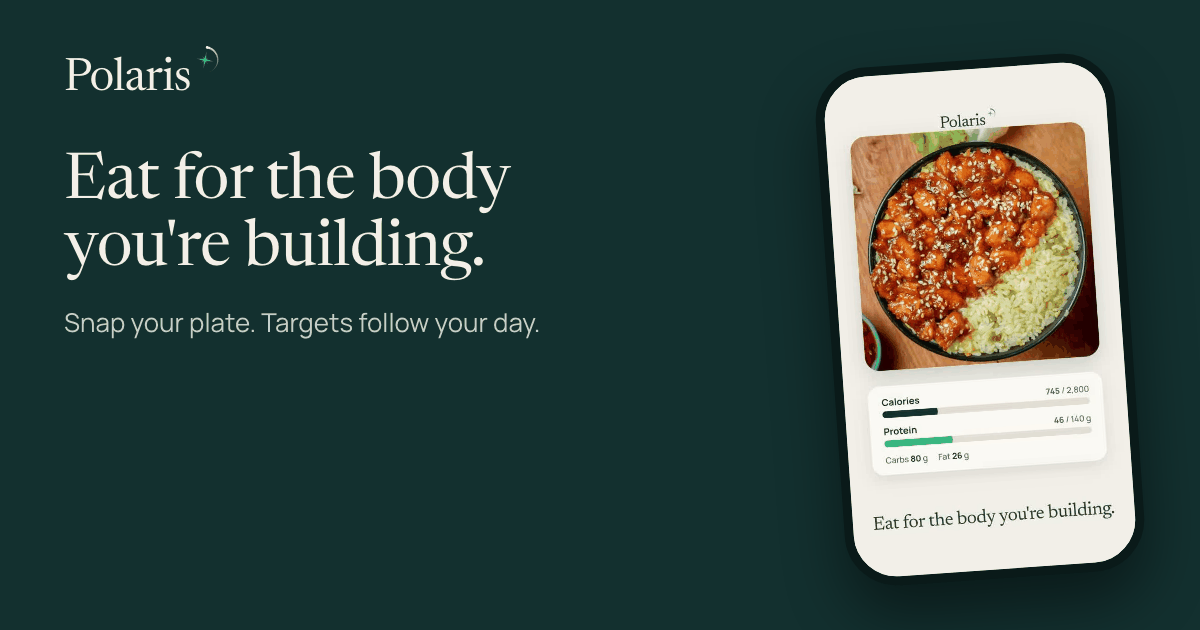 Polaris
Eat for the body
you're building.
Snap your plate. Targets follow your day.
Polaris
Calories 745 / 2,800
Protein 46 / 140 g
Carbs 80 g Fat 26 g
Eat for the body you're building.